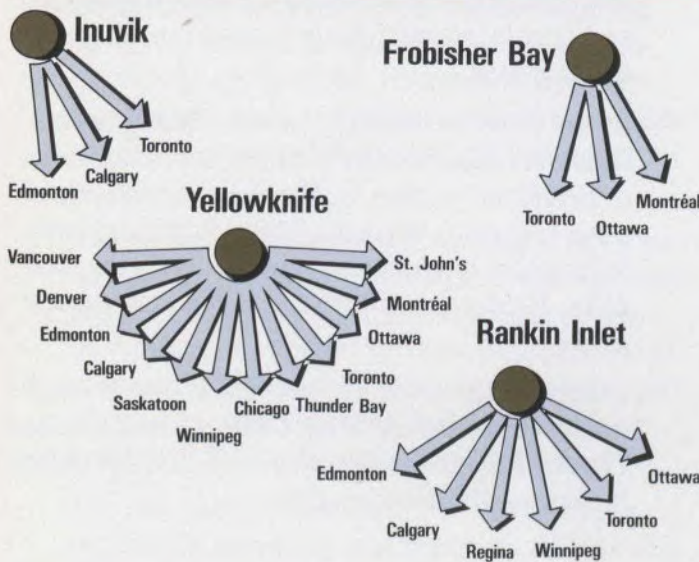 Inuvik
Toronto
Calgary
Edmonton
Frobisher Bay
Toronto
Ottawa
Montréal
Yellowknife
Vancouver
Denver
Edmonton
Calgary
Saskatoon
Winnipeg
Chicago
Thunder Bay
Toronto
Ottawa
Montréal
St. John's
Rankin Inlet
Edmonton
Calgary
Regina
Winnipeg
Toronto
Ottawa